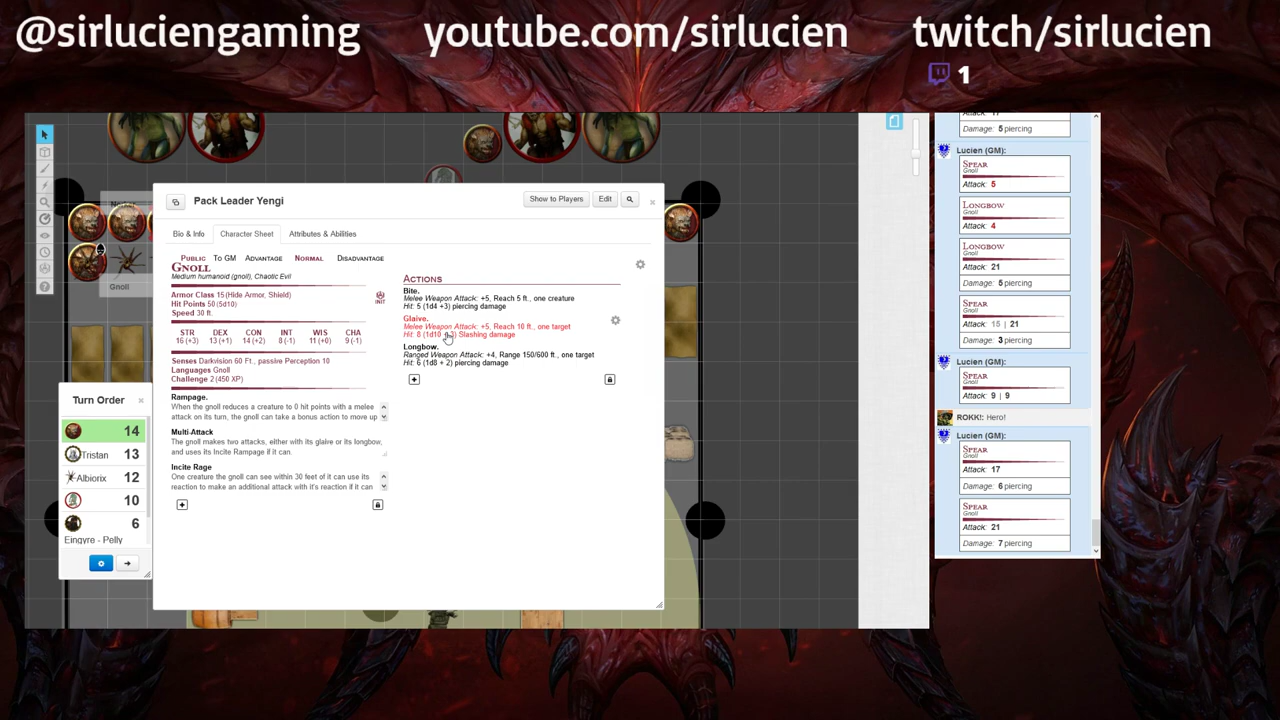 @sirluciengaming
youtube.com/sirlucien
twitch/sirlucien
1
Pack Leader Yengi
Show to Players
Edit
Bio & Info
Character Sheet
Attributes & Abilities
PUBLIC To GM ADVANTAGE NORMAL DISADVANTAGE
GNOLL
Medium humanoid (gnoll), Chaotic Evil
Armor Class 15 (Hide Armor, Shield)
Hit Points 50 (5d10)
Speed 30 ft.
INIT
STR DEX CON INT WIS CHA
16 (+3) 13 (+1) 14 (+2) 8 (-1) 11 (+0) 9 (-1)
Senses Darkvision 60 Ft., passive Perception 10
Languages Gnoll
Challenge 2 (450 XP)
Rampage.
When the gnoll reduces a creature to 0 hit points with a melee
attack on its turn, the gnoll can take a bonus action to move up
Multi-Attack
The gnoll makes two attacks, either with its glaire or its longbow,
and uses its Incite Rampage if it can.
Incite Rage
One creature the gnoll can see within 30 feet of it can use its
reaction to make an additional attack with it's reaction if it can
ACTIONS
Bite.
Melee Weapon Attack: +5, Reach 5 ft., one creature
Hit: 5 (1d4 +3) piercing damage
Glaive.
Melee Weapon Attack: +5, Reach 10 ft., one target
Hit: 8 (1d10 +3) Slashing damage
Longbow.
Ranged Weapon Attack: +4, Range 150/600 ft., one target
Hit: 6 (1d8 + 2) piercing damage
Gnoll
Turn Order
14
Tristan 13
Albiorix 12
10
6
Eingyre - Pelly
Damage: 5 piercing
Lucien (GM):
SPEAR
Gnoll
Attack: 5
LONGBOW
Gnoll
Attack: 4
LONGBOW
Gnoll
Attack: 21
Damage: 5 piercing
SPEAR
Gnoll
Attack: 15 | 21
Damage: 3 piercing
Lucien (GM):
SPEAR
Gnoll
Attack: 9 | 9
ROKK!: Hero!
Lucien (GM):
SPEAR
Gnoll
Attack: 17
Damage: 6 piercing
SPEAR
Gnoll
Attack: 21
Damage: 7 piercing